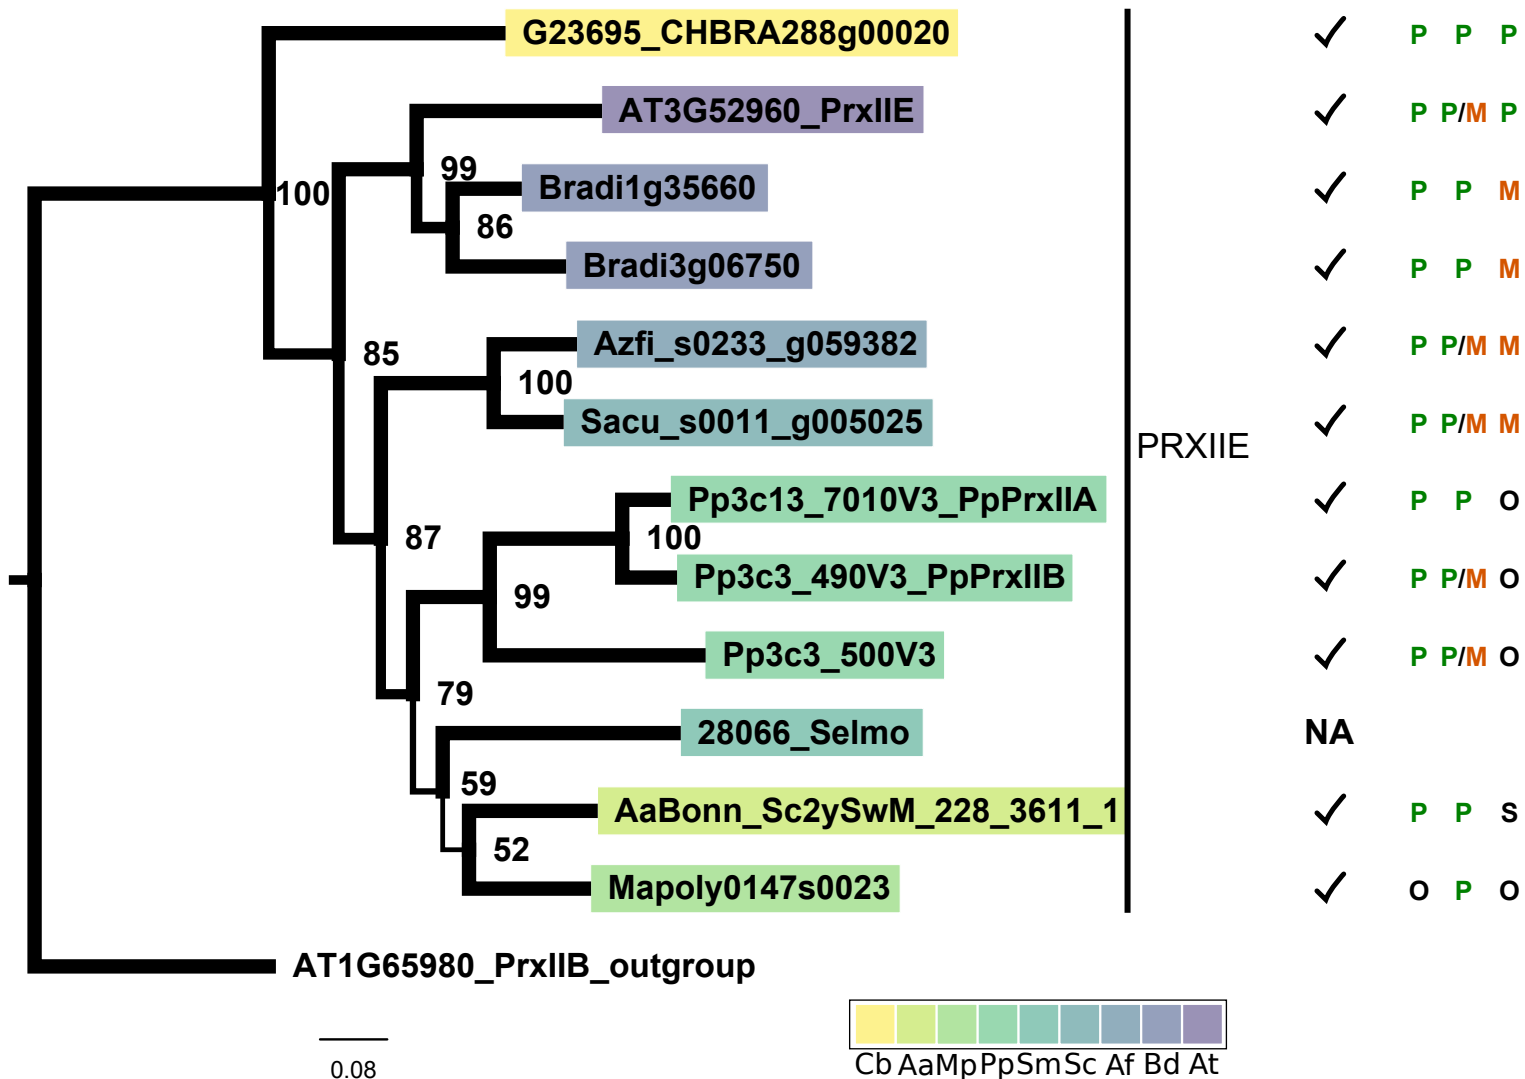 G23695_CHBRA288g00020 ✓ P P P
AT3G52960_PrxIIE ✓ P P/M P
99
Bradi1g35660 ✓ P P M
100
86
Bradi3g06750 ✓ P P M
Azfi_s0233_g059382 ✓ P P/M M
85
100
Sacu_s0011_g005025 ✓ P P/M M
PRXIIE
Pp3c13_7010V3_PpPrxIIA ✓ P P O
87
100
Pp3c3_490V3_PpPrxIIB ✓ P P/M O
99
Pp3c3_500V3 ✓ P P/M O
79
28066_Selmo NA
59
AaBonn_Sc2ySwM_228_3611_1 ✓ P P S
52
Mapoly0147s0023 ✓ O P O
AT1G65980_PrxIIB_outgroup
0.08
Cb Aa Mp Pp Sm Sc Af Bd At